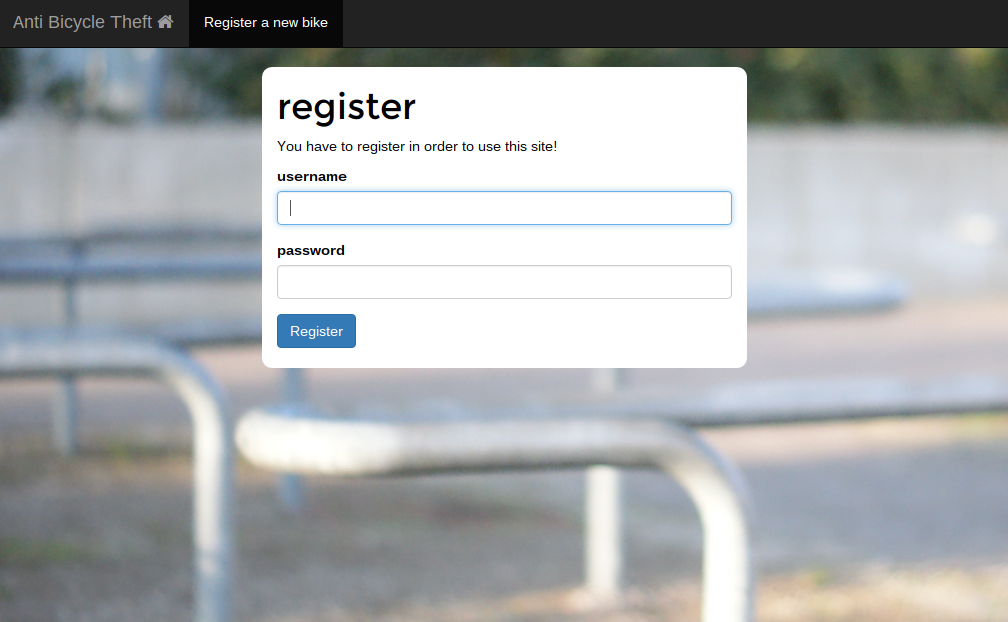 Anti Bicycle Theft
Register a new bike
register
You have to register in order to use this site!
username
password
Register